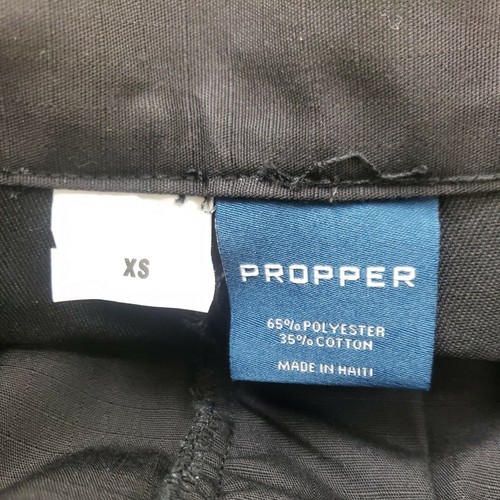 XS
PROPPER
65% POLYESTER
35% COTTON
MADE IN HAITI